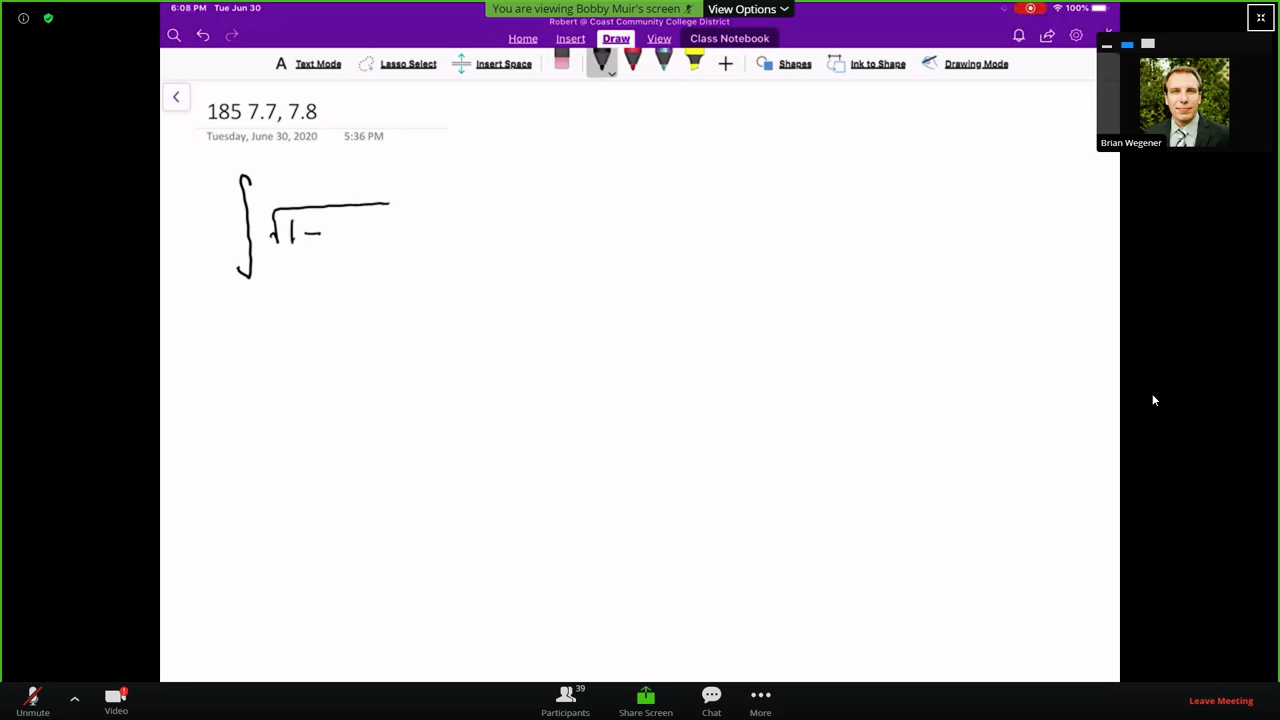 You are viewing Bobby Muir's screen
View Options
6:08 PM Tue Jun 30
100%
Robert @ Coast Community College District
Home Insert Draw View Class Notebook
Text Mode Lasso Select Insert Space Shapes Ink to Shape Drawing Mode
185 7.7, 7.8
Tuesday, June 30, 2020 5:36 PM
Brian Wegener
∫ √1 −
Unmute Video Participants 39 Share Screen Chat More Leave Meeting